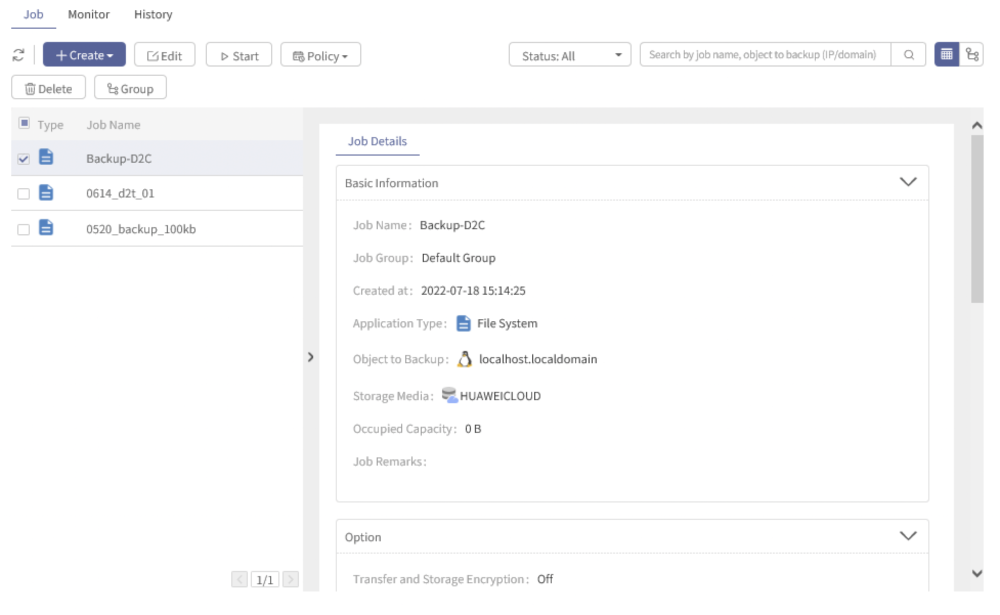 Job Monitor History
Create Edit Start Policy Status: All Search by job name, object to backup (IP/domain)
Delete Group
Type Job Name
Backup-D2C
0614_d2t_01
0520_backup_100kb
1/1
Job Details
Basic Information
Job Name: Backup-D2C
Job Group: Default Group
Created at: 2022-07-18 15:14:25
Application Type: File System
Object to Backup: localhost.localdomain
Storage Media: HUAWEICLOUD
Occupied Capacity: 0 B
Job Remarks:
Option
Transfer and Storage Encryption: Off